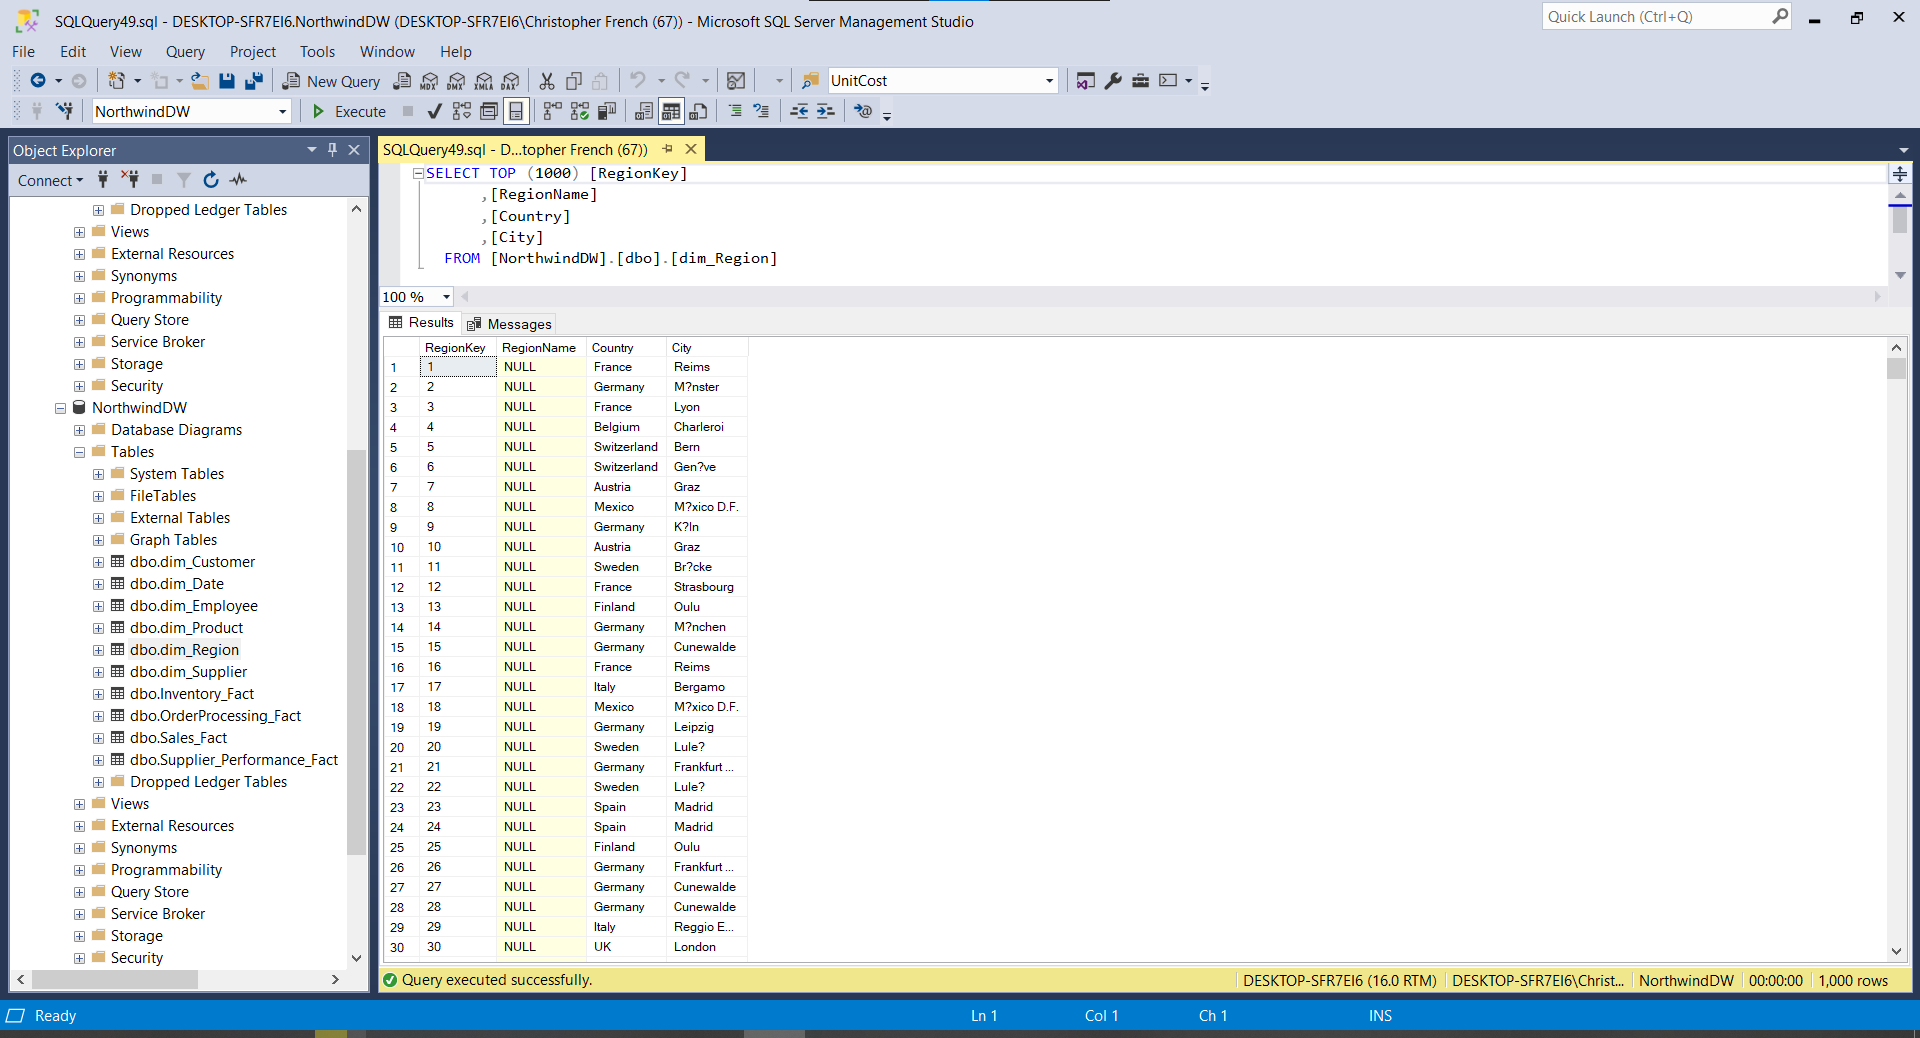 SQLQuery49.sql - DESKTOP-SFR7EI6.NorthwindDW (DESKTOP-SFR7EI6\Christopher French (67)) - Microsoft SQL Server Management Studio
Quick Launch (Ctrl+Q)
File Edit View Query Project Tools Window Help
New Query MDX DMX XMLA DAX UnitCost
NorthwindDW Execute
Object Explorer
Connect
Dropped Ledger Tables
Views
External Resources
Synonyms
Programmability
Query Store
Service Broker
Storage
Security
NorthwindDW
Database Diagrams
Tables
System Tables
FileTables
External Tables
Graph Tables
dbo.dim_Customer
dbo.dim_Date
dbo.dim_Employee
dbo.dim_Product
dbo.dim_Region
dbo.dim_Supplier
dbo.Inventory_Fact
dbo.OrderProcessing_Fact
dbo.Sales_Fact
dbo.Supplier_Performance_Fact
Dropped Ledger Tables
Views
External Resources
Synonyms
Programmability
Query Store
Service Broker
Storage
Security
SQLQuery49.sql - D...topher French (67))
SELECT TOP (1000) [RegionKey]
,[RegionName]
,[Country]
,[City]
FROM [NorthwindDW].[dbo].[dim_Region]
100 %
Results Messages
RegionKey RegionName Country City
1 1 NULL France Reims
2 2 NULL Germany M?nster
3 3 NULL France Lyon
4 4 NULL Belgium Charleroi
5 5 NULL Switzerland Bern
6 6 NULL Switzerland Gen?ve
7 7 NULL Austria Graz
8 8 NULL Mexico M?xico D.F.
9 9 NULL Germany K?ln
10 10 NULL Austria Graz
11 11 NULL Sweden Br?cke
12 12 NULL France Strasbourg
13 13 NULL Finland Oulu
14 14 NULL Germany M?nchen
15 15 NULL Germany Cunewalde
16 16 NULL France Reims
17 17 NULL Italy Bergamo
18 18 NULL Mexico M?xico D.F.
19 19 NULL Germany Leipzig
20 20 NULL Sweden Lule?
21 21 NULL Germany Frankfurt ...
22 22 NULL Sweden Lule?
23 23 NULL Spain Madrid
24 24 NULL Spain Madrid
25 25 NULL Finland Oulu
26 26 NULL Germany Frankfurt ...
27 27 NULL Germany Cunewalde
28 28 NULL Germany Cunewalde
29 29 NULL Italy Reggio E...
30 30 NULL UK London
Query executed successfully. DESKTOP-SFR7EI6 (16.0 RTM) DESKTOP-SFR7EI6\Christ... NorthwindDW 00:00:00 1,000 rows
Ready Ln 1 Col 1 Ch 1 INS